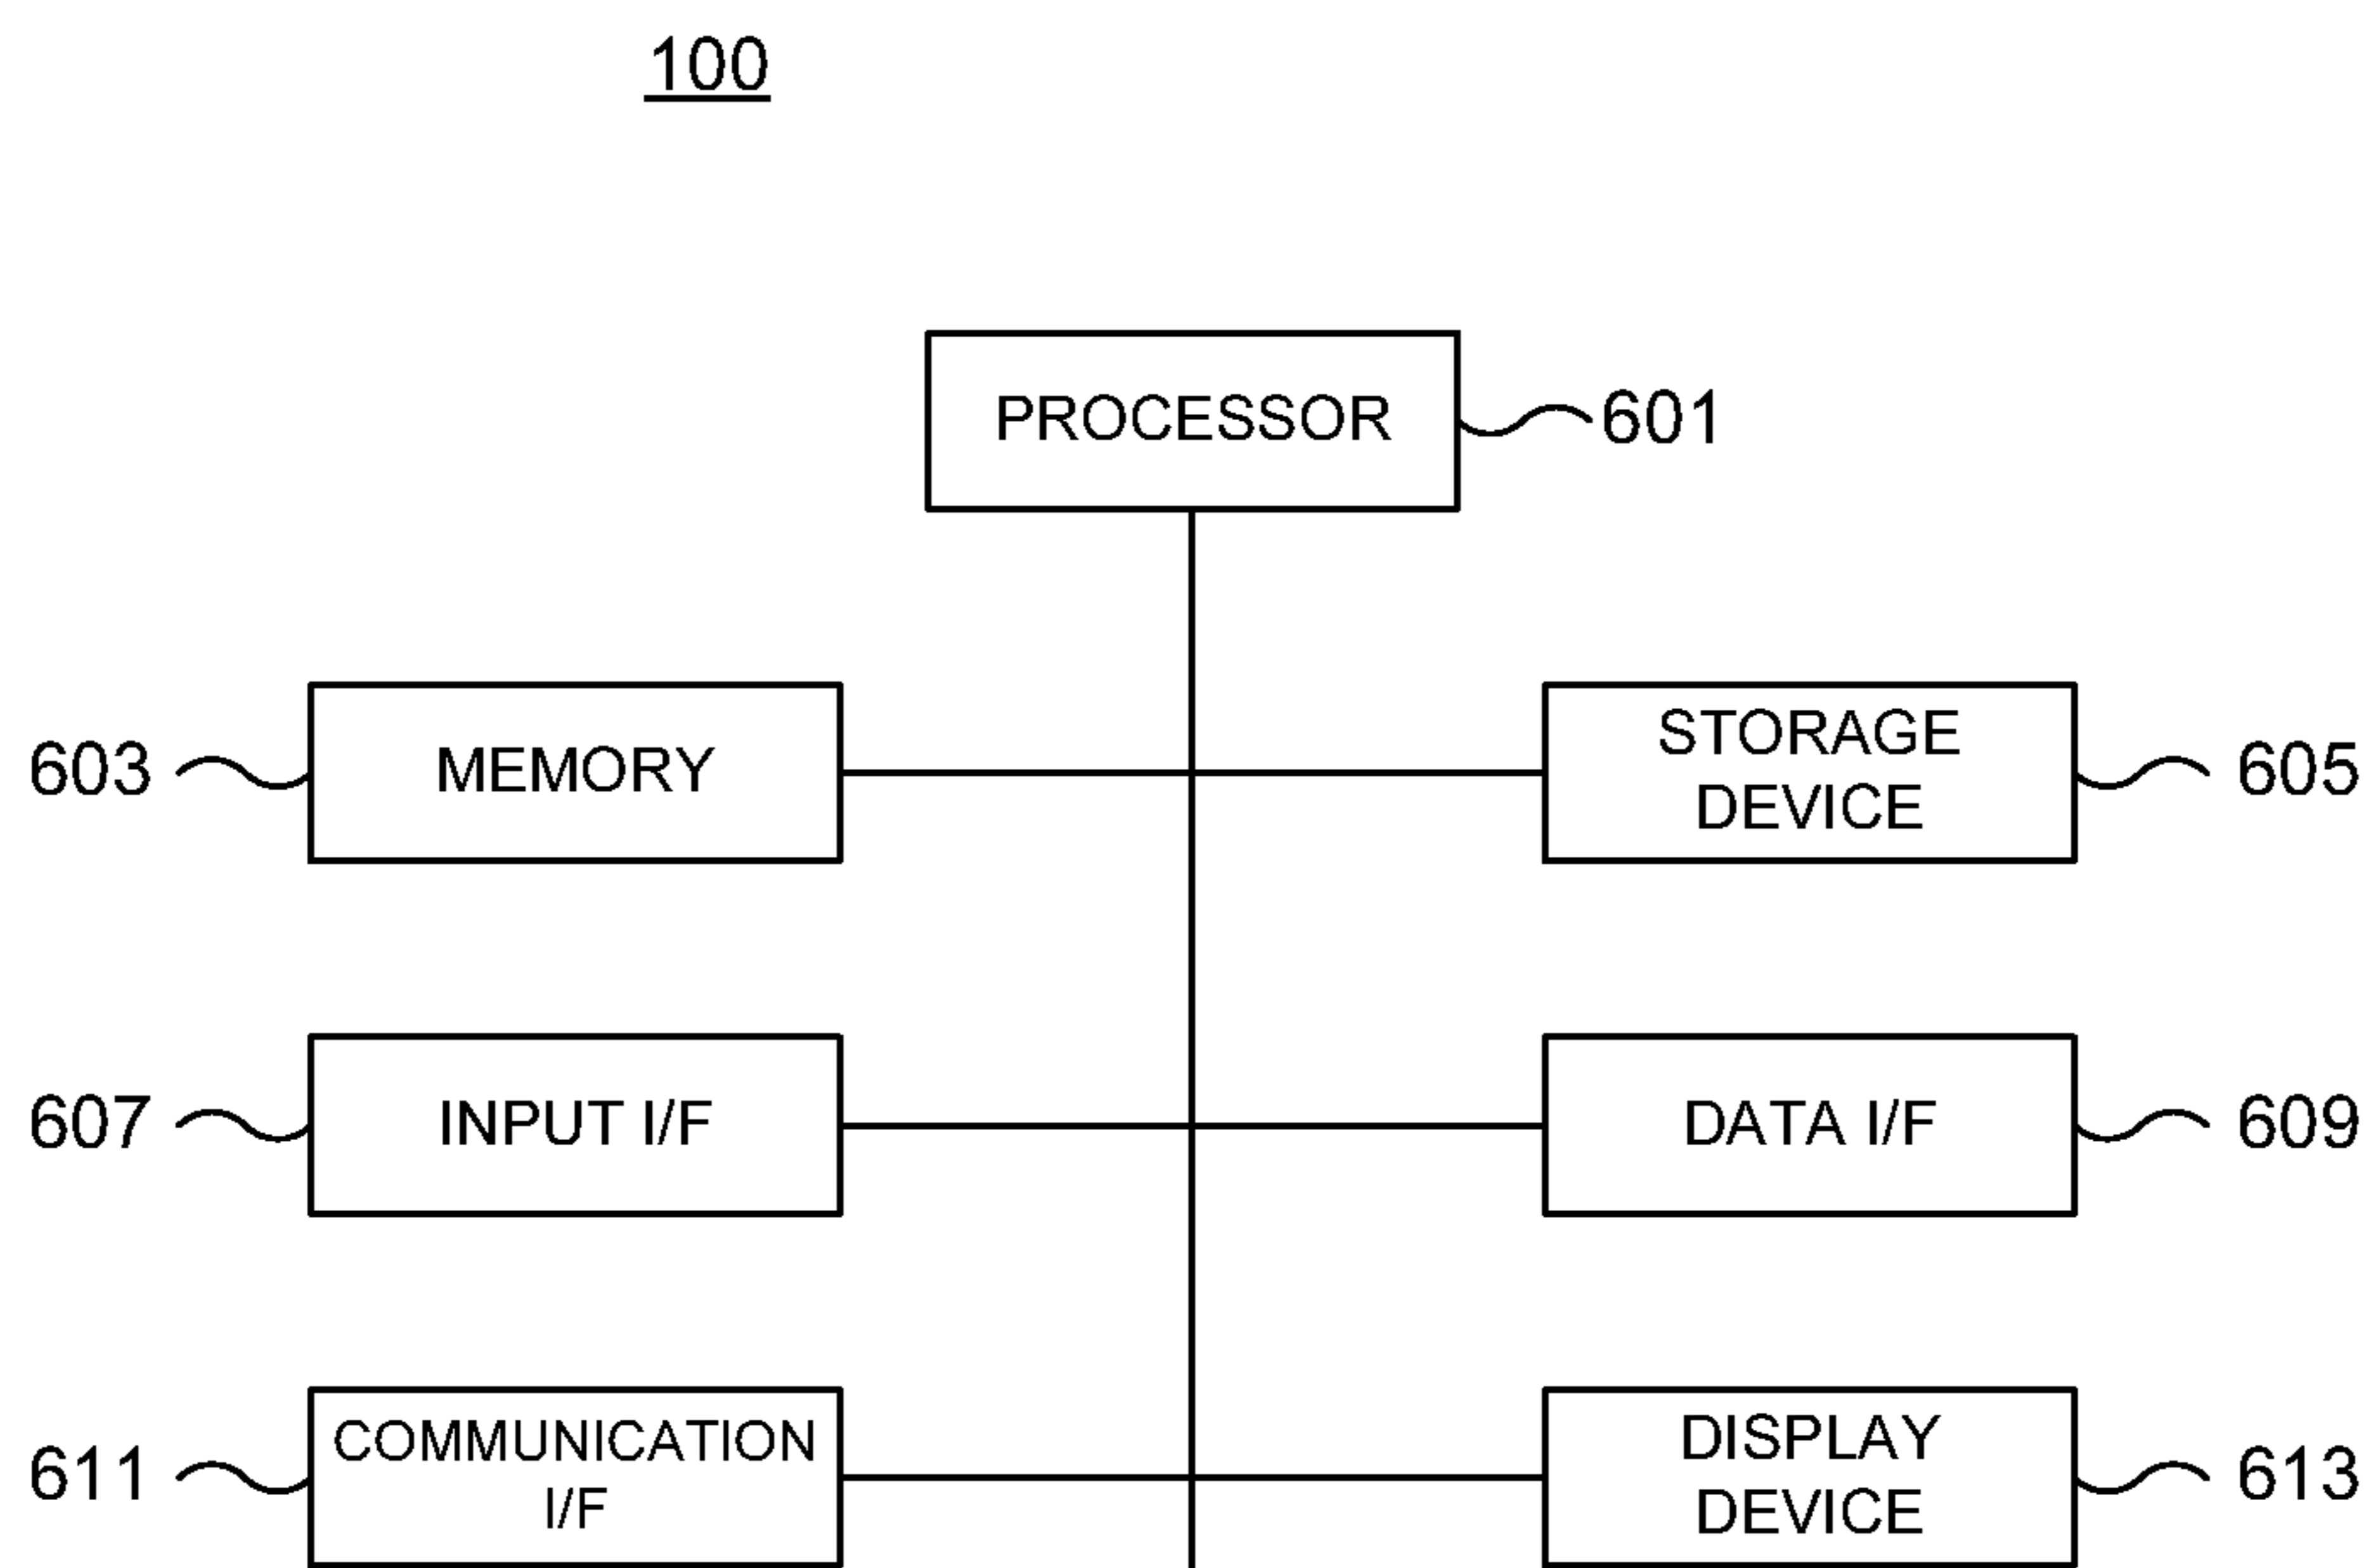 100
PROCESSOR
601
603
MEMORY
STORAGE
DEVICE
605
607
INPUT I/F
DATA I/F
609
611
COMMUNICATION
I/F
DISPLAY
DEVICE
613